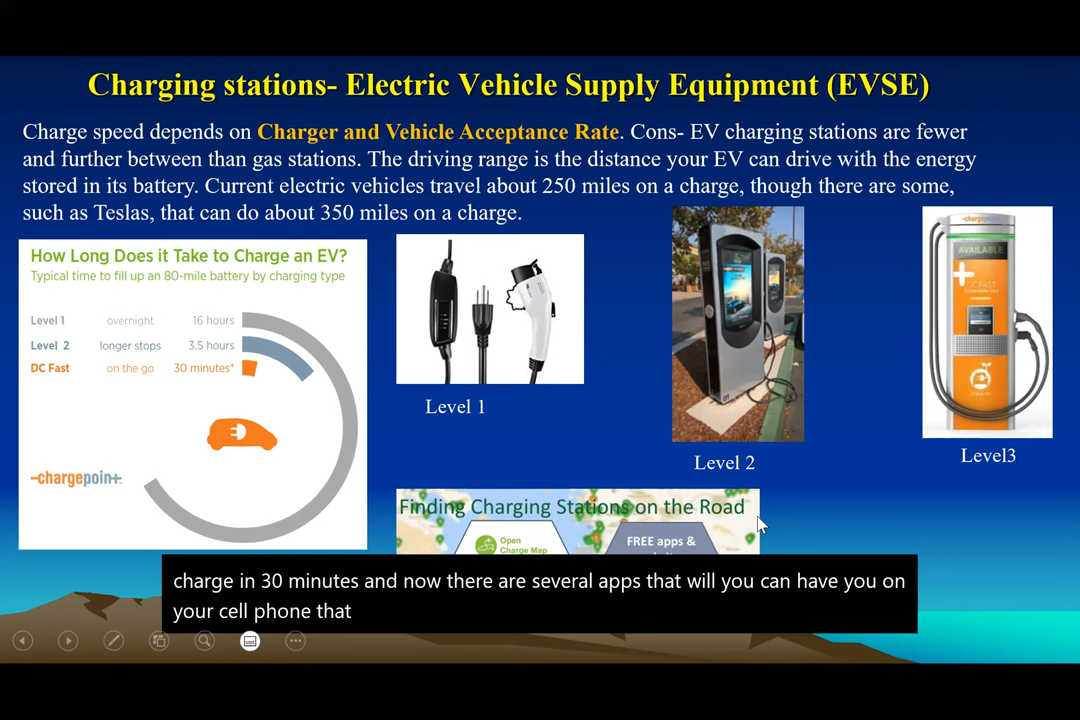 Charging stations- Electric Vehicle Supply Equipment (EVSE)
Charge speed depends on Charger and Vehicle Acceptance Rate. Cons- EV charging stations are fewer
and further between than gas stations. The driving range is the distance your EV can drive with the energy
stored in its battery. Current electric vehicles travel about 250 miles on a charge, though there are some,
such as Teslas, that can do about 350 miles on a charge.
How Long Does it Take to Charge an EV?
Typical time to fill up an 80-mile battery by charging type
Level 1 overnight 16 hours
Level 2 longer stops 3.5 hours
DC Fast on the go 30 minutes*
-chargepoin+.
Level 1
Level 2
-chargepoin+
AVAILABLE
DC FAST
Level3
Finding Charging Stations on the Road
Open
Charge Map
FREE apps &
charge in 30 minutes and now there are several apps that will you can have you on
your cell phone that